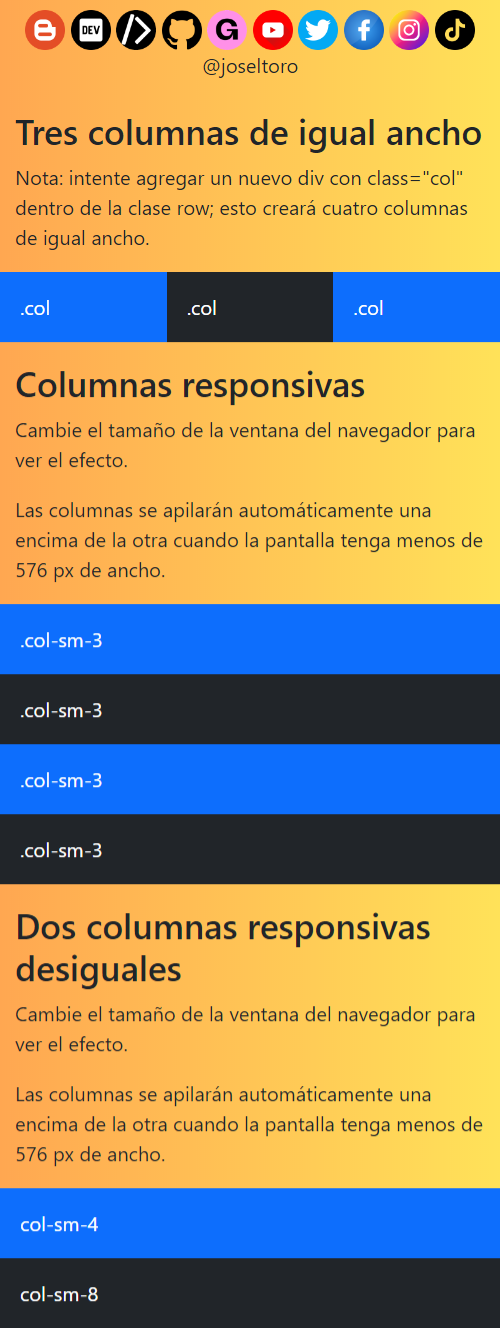 DEV
G
@joseltoro
Tres columnas de igual ancho
Nota: intente agregar un nuevo div con class="col"
dentro de la clase row; esto creará cuatro columnas
de igual ancho.
.col .col .col
Columnas responsivas
Cambie el tamaño de la ventana del navegador para
ver el efecto.
Las columnas se apilarán automáticamente una
encima de la otra cuando la pantalla tenga menos de
576 px de ancho.
.col-sm-3
.col-sm-3
.col-sm-3
.col-sm-3
Dos columnas responsivas
desiguales
Cambie el tamaño de la ventana del navegador para
ver el efecto.
Las columnas se apilarán automáticamente una
encima de la otra cuando la pantalla tenga menos de
576 px de ancho.
col-sm-4
col-sm-8